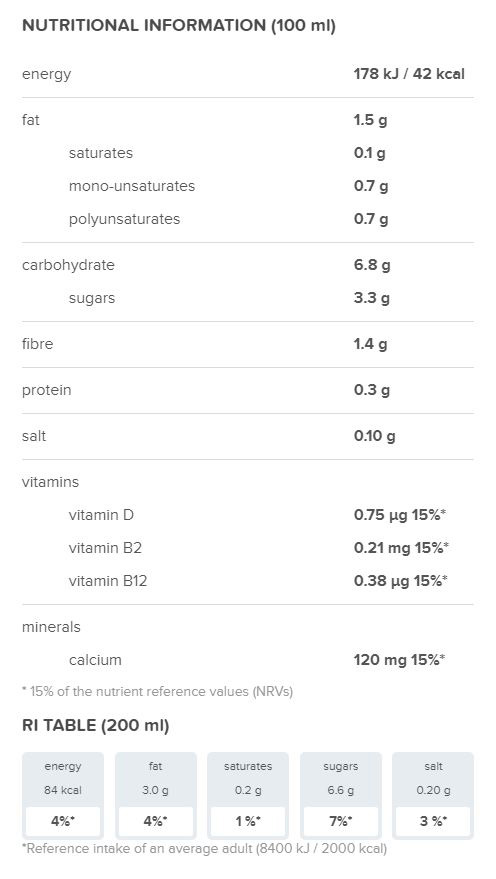 NUTRITIONAL INFORMATION (100 ml)
energy 178 kJ / 42 kcal
fat 1.5 g
saturates 0.1 g
mono-unsaturates 0.7 g
polyunsaturates 0.7 g
carbohydrate 6.8 g
sugars 3.3 g
fibre 1.4 g
protein 0.3 g
salt 0.10 g
vitamins
vitamin D 0.75 µg 15%*
vitamin B2 0.21 mg 15%*
vitamin B12 0.38 µg 15%*
minerals
calcium 120 mg 15%*
* 15% of the nutrient reference values (NRVs)
RI TABLE (200 ml)
energy fat saturates sugars salt
84 kcal 3.0 g 0.2 g 6.6 g 0.20 g
4%* 4%* 1 %* 7%* 3 %*
*Reference intake of an average adult (8400 kJ / 2000 kcal)